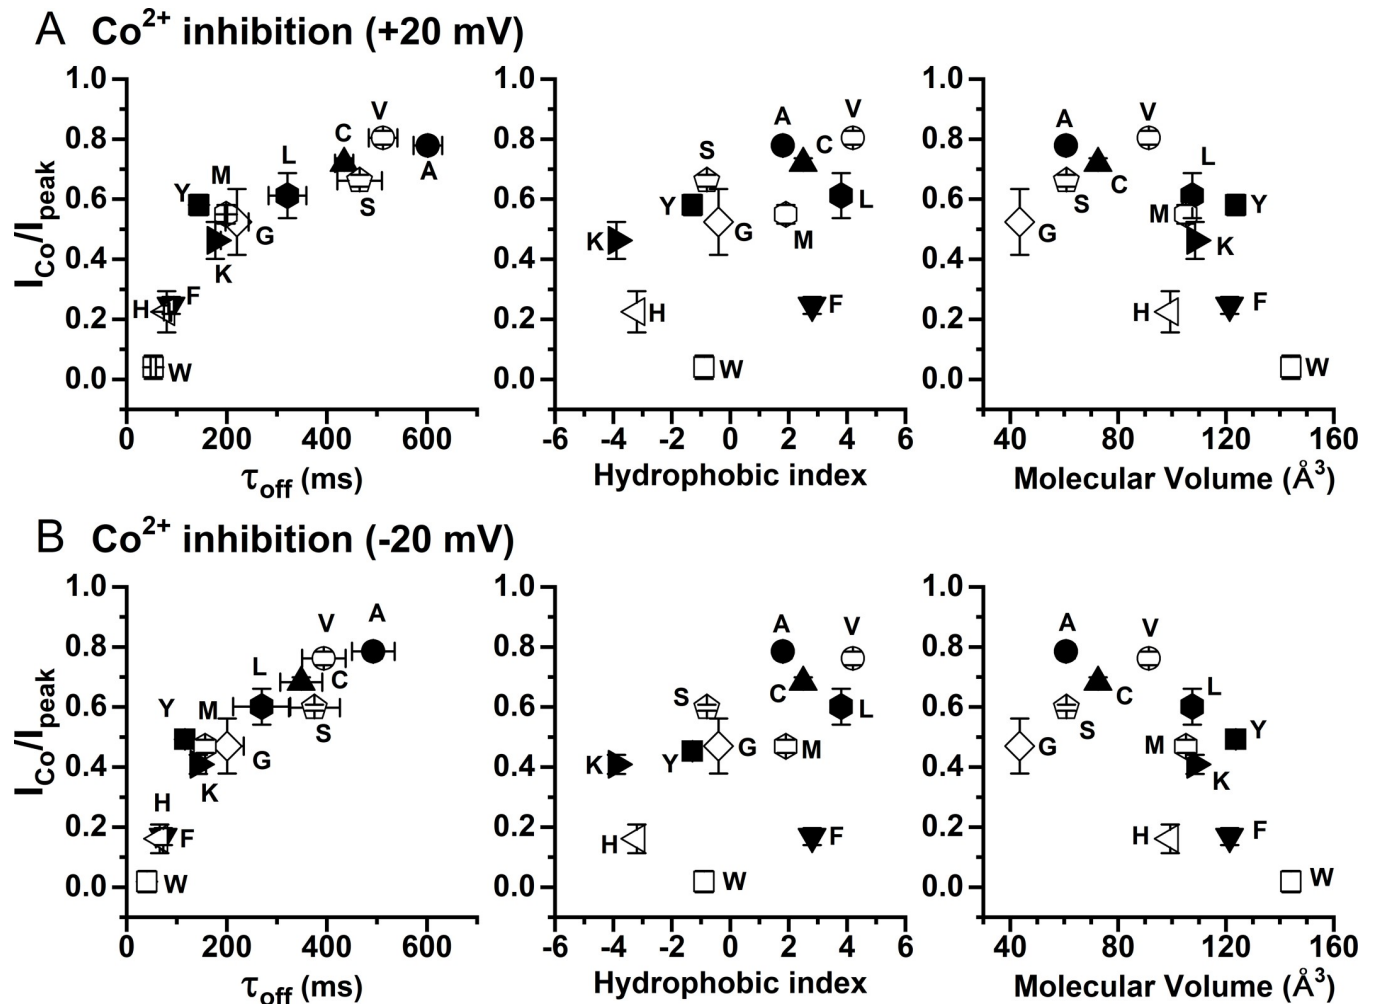 A Co²⁺ inhibition (+20 mV)
I_Co/I_peak
1.0
0.8
0.6
0.4
0.2
0.0
V
C
A
L
S
M
Y
G
K
F
H
W
0 200 400 600
τ_off (ms)
1.0
0.8
0.6
0.4
0.2
0.0
A
V
C
S
L
Y
G
M
K
H
F
W
-6 -4 -2 0 2 4 6
Hydrophobic index
1.0
0.8
0.6
0.4
0.2
0.0
A
V
L
C
S
Y
M
G
K
H
F
W
40 80 120 160
Molecular Volume (Å³)
B Co²⁺ inhibition (-20 mV)
I_Co/I_peak
1.0
0.8
0.6
0.4
0.2
0.0
A
V
L
C
S
Y
M
G
K
H
F
W
0 200 400 600
τ_off (ms)
1.0
0.8
0.6
0.4
0.2
0.0
A
V
C
S
L
G
M
Y
K
H
F
W
-6 -4 -2 0 2 4 6
Hydrophobic index
1.0
0.8
0.6
0.4
0.2
0.0
A
V
L
C
S
Y
G
M
K
H
F
W
40 80 120 160
Molecular Volume (Å³)